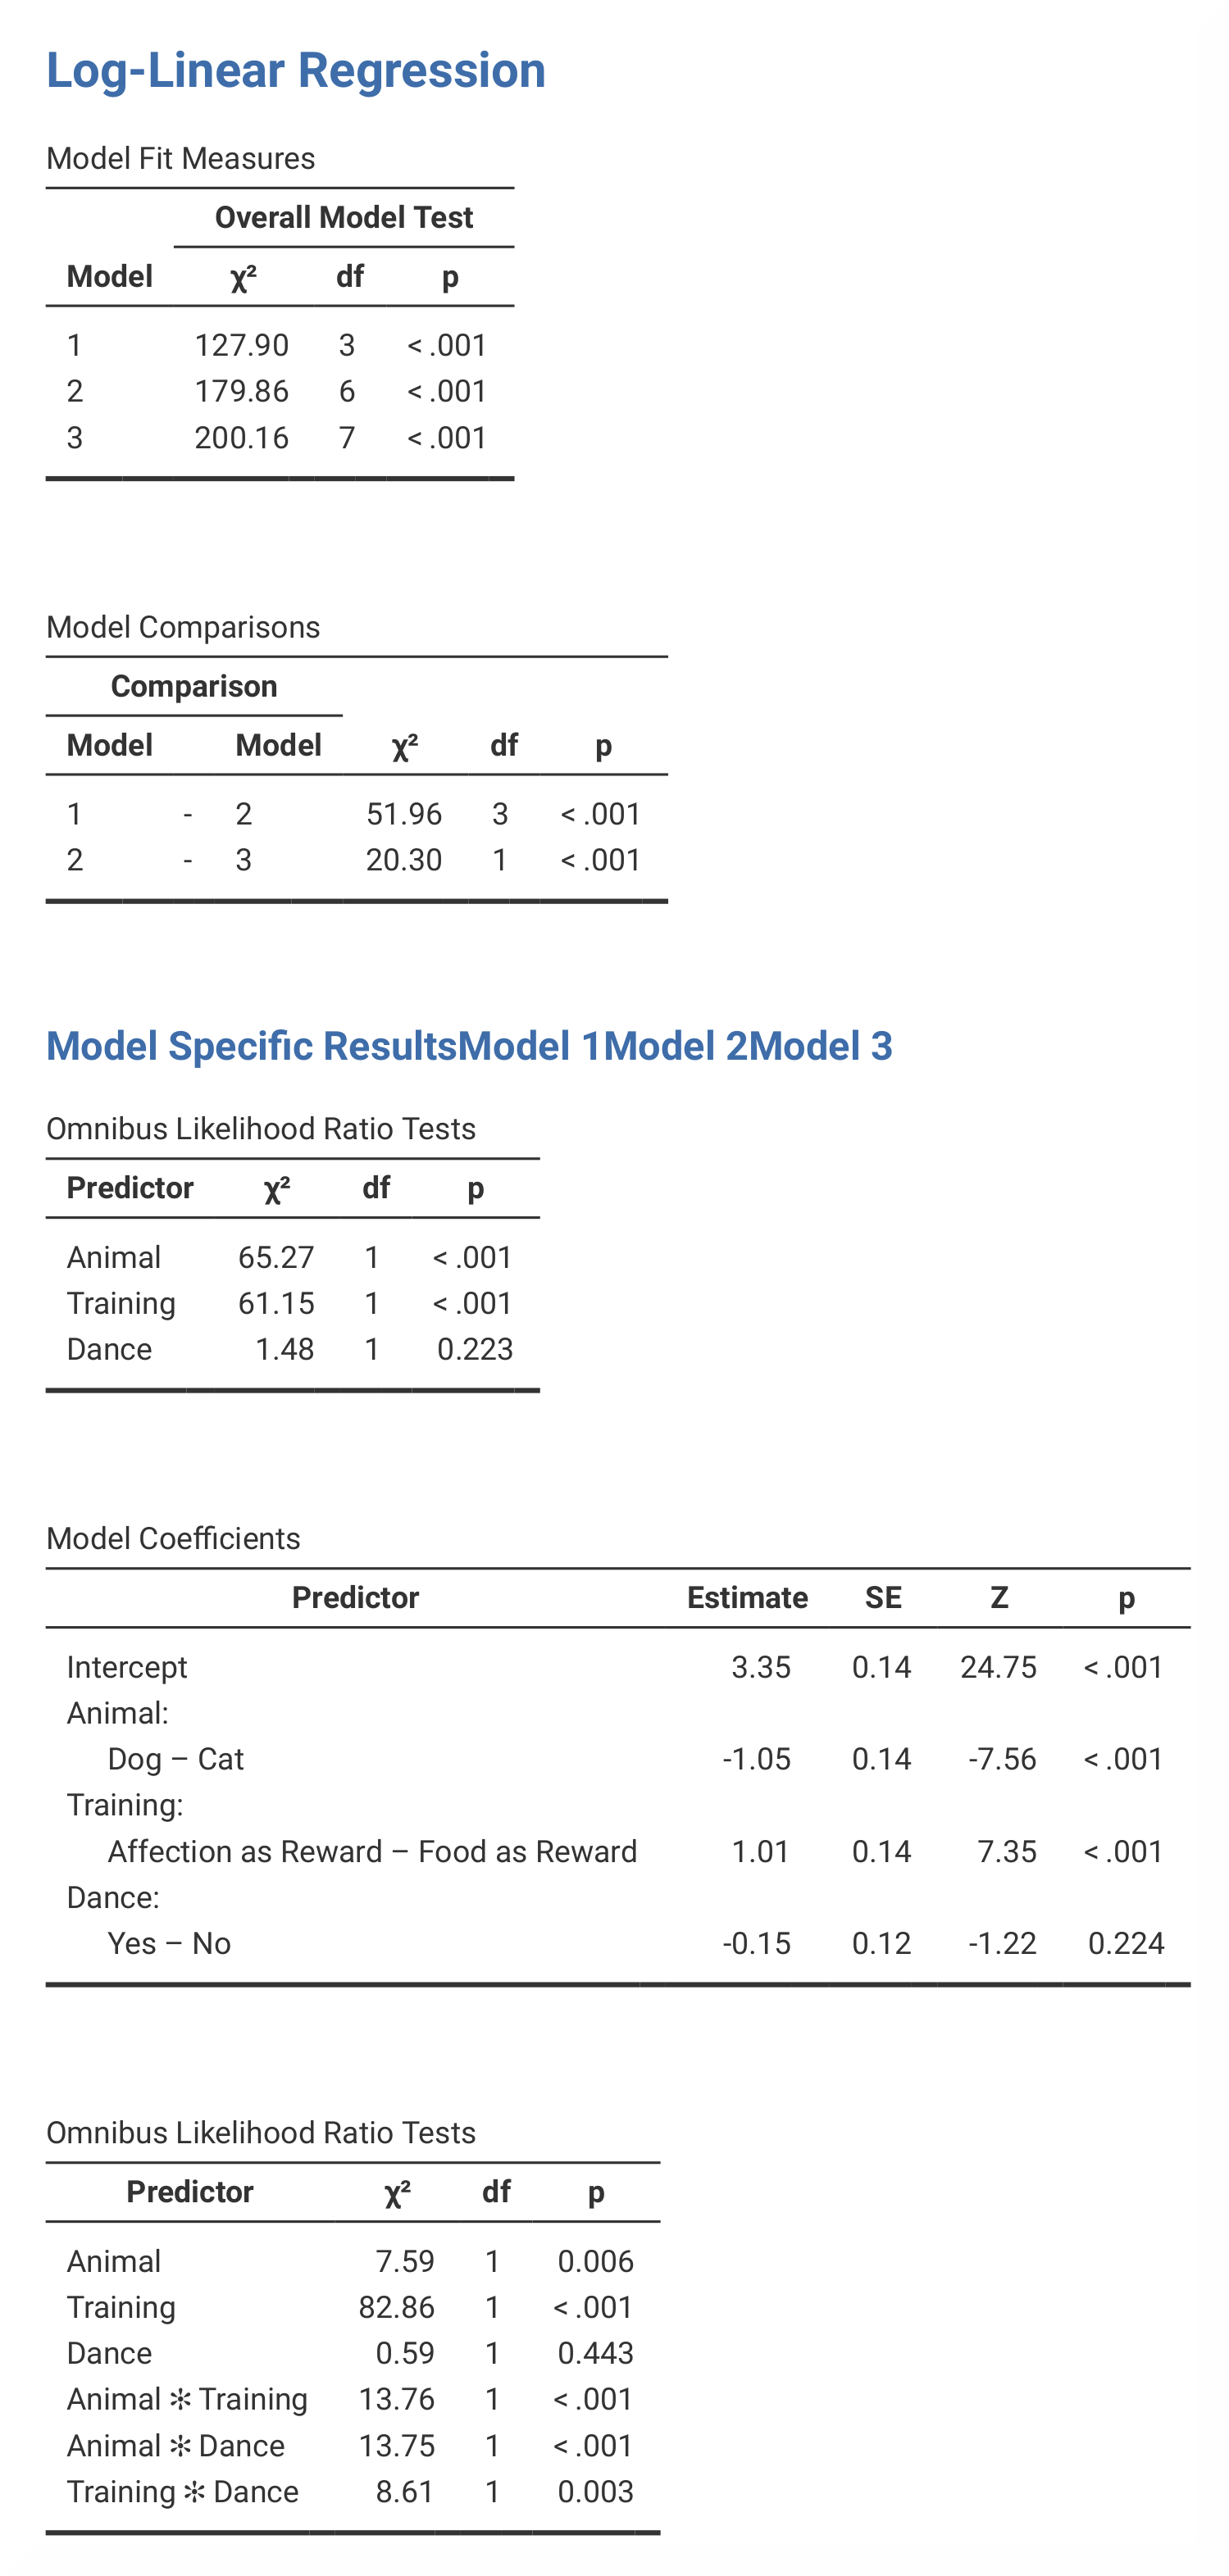 Log-Linear Regression
Model Fit Measures
Overall Model Test
Model χ² df p
1 127.90 3 < .001
2 179.86 6 < .001
3 200.16 7 < .001
Model Comparisons
Comparison
Model Model χ² df p
1 - 2 51.96 3 < .001
2 - 3 20.30 1 < .001
Model Specific ResultsModel 1Model 2Model 3
Omnibus Likelihood Ratio Tests
Predictor χ² df p
Animal 65.27 1 < .001
Training 61.15 1 < .001
Dance 1.48 1 0.223
Model Coefficients
Predictor Estimate SE Z p
Intercept 3.35 0.14 24.75 < .001
Animal:
Dog – Cat -1.05 0.14 -7.56 < .001
Training:
Affection as Reward – Food as Reward 1.01 0.14 7.35 < .001
Dance:
Yes – No -0.15 0.12 -1.22 0.224
Omnibus Likelihood Ratio Tests
Predictor χ² df p
Animal 7.59 1 0.006
Training 82.86 1 < .001
Dance 0.59 1 0.443
Animal ✻ Training 13.76 1 < .001
Animal ✻ Dance 13.75 1 < .001
Training ✻ Dance 8.61 1 0.003